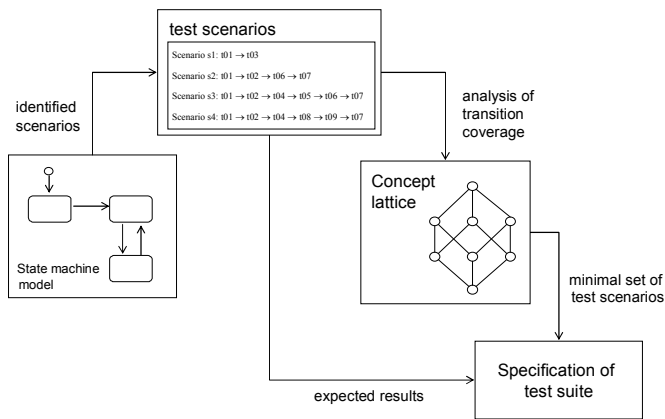 test scenarios
Scenario s1: t01 → t03
Scenario s2: t01 → t02 → t06 → t07
Scenario s3: t01 → t02 → t04 → t05 → t06 → t07
Scenario s4: t01 → t02 → t04 → t08 → t09 → t07
identified
scenarios
analysis of
transition
coverage
State machine
model
Concept
lattice
minimal set of
test scenarios
Specification of
test suite
expected results